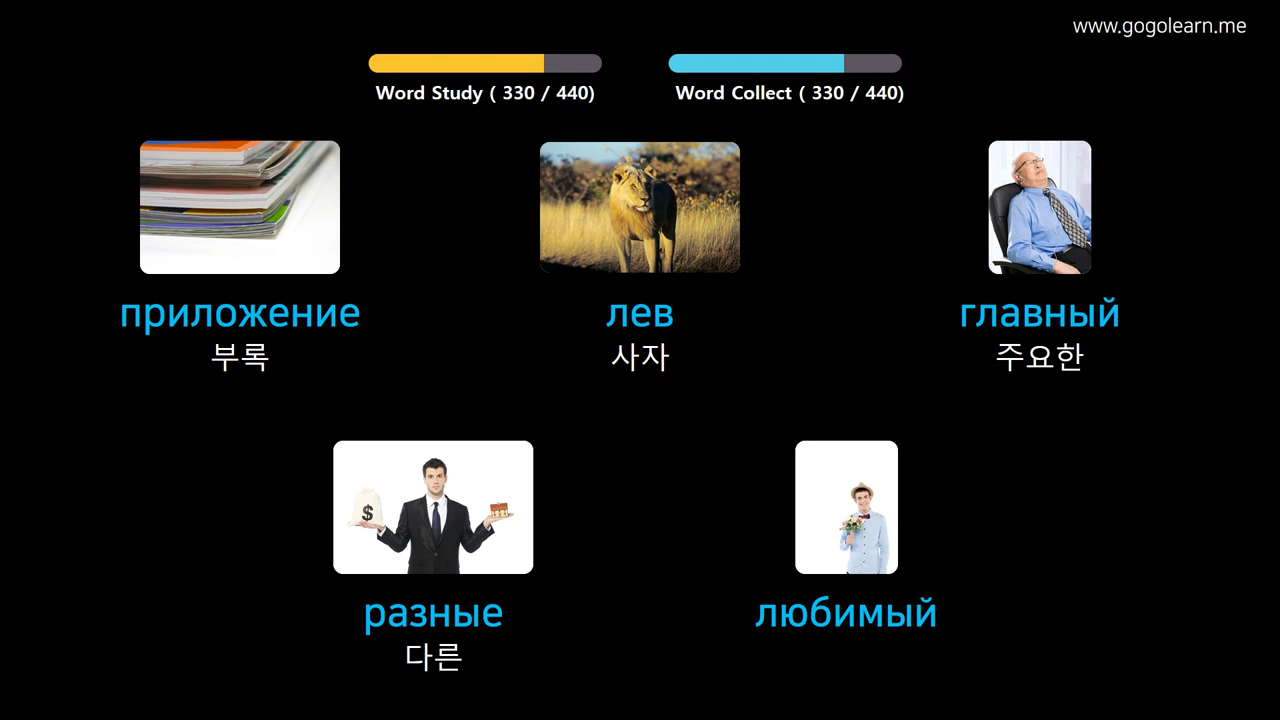 www.gogolearn.me
Word Study ( 330 / 440)
Word Collect ( 330 / 440)
приложение
부록
лев
사자
главный
주요한
$
разные
다른
любимый